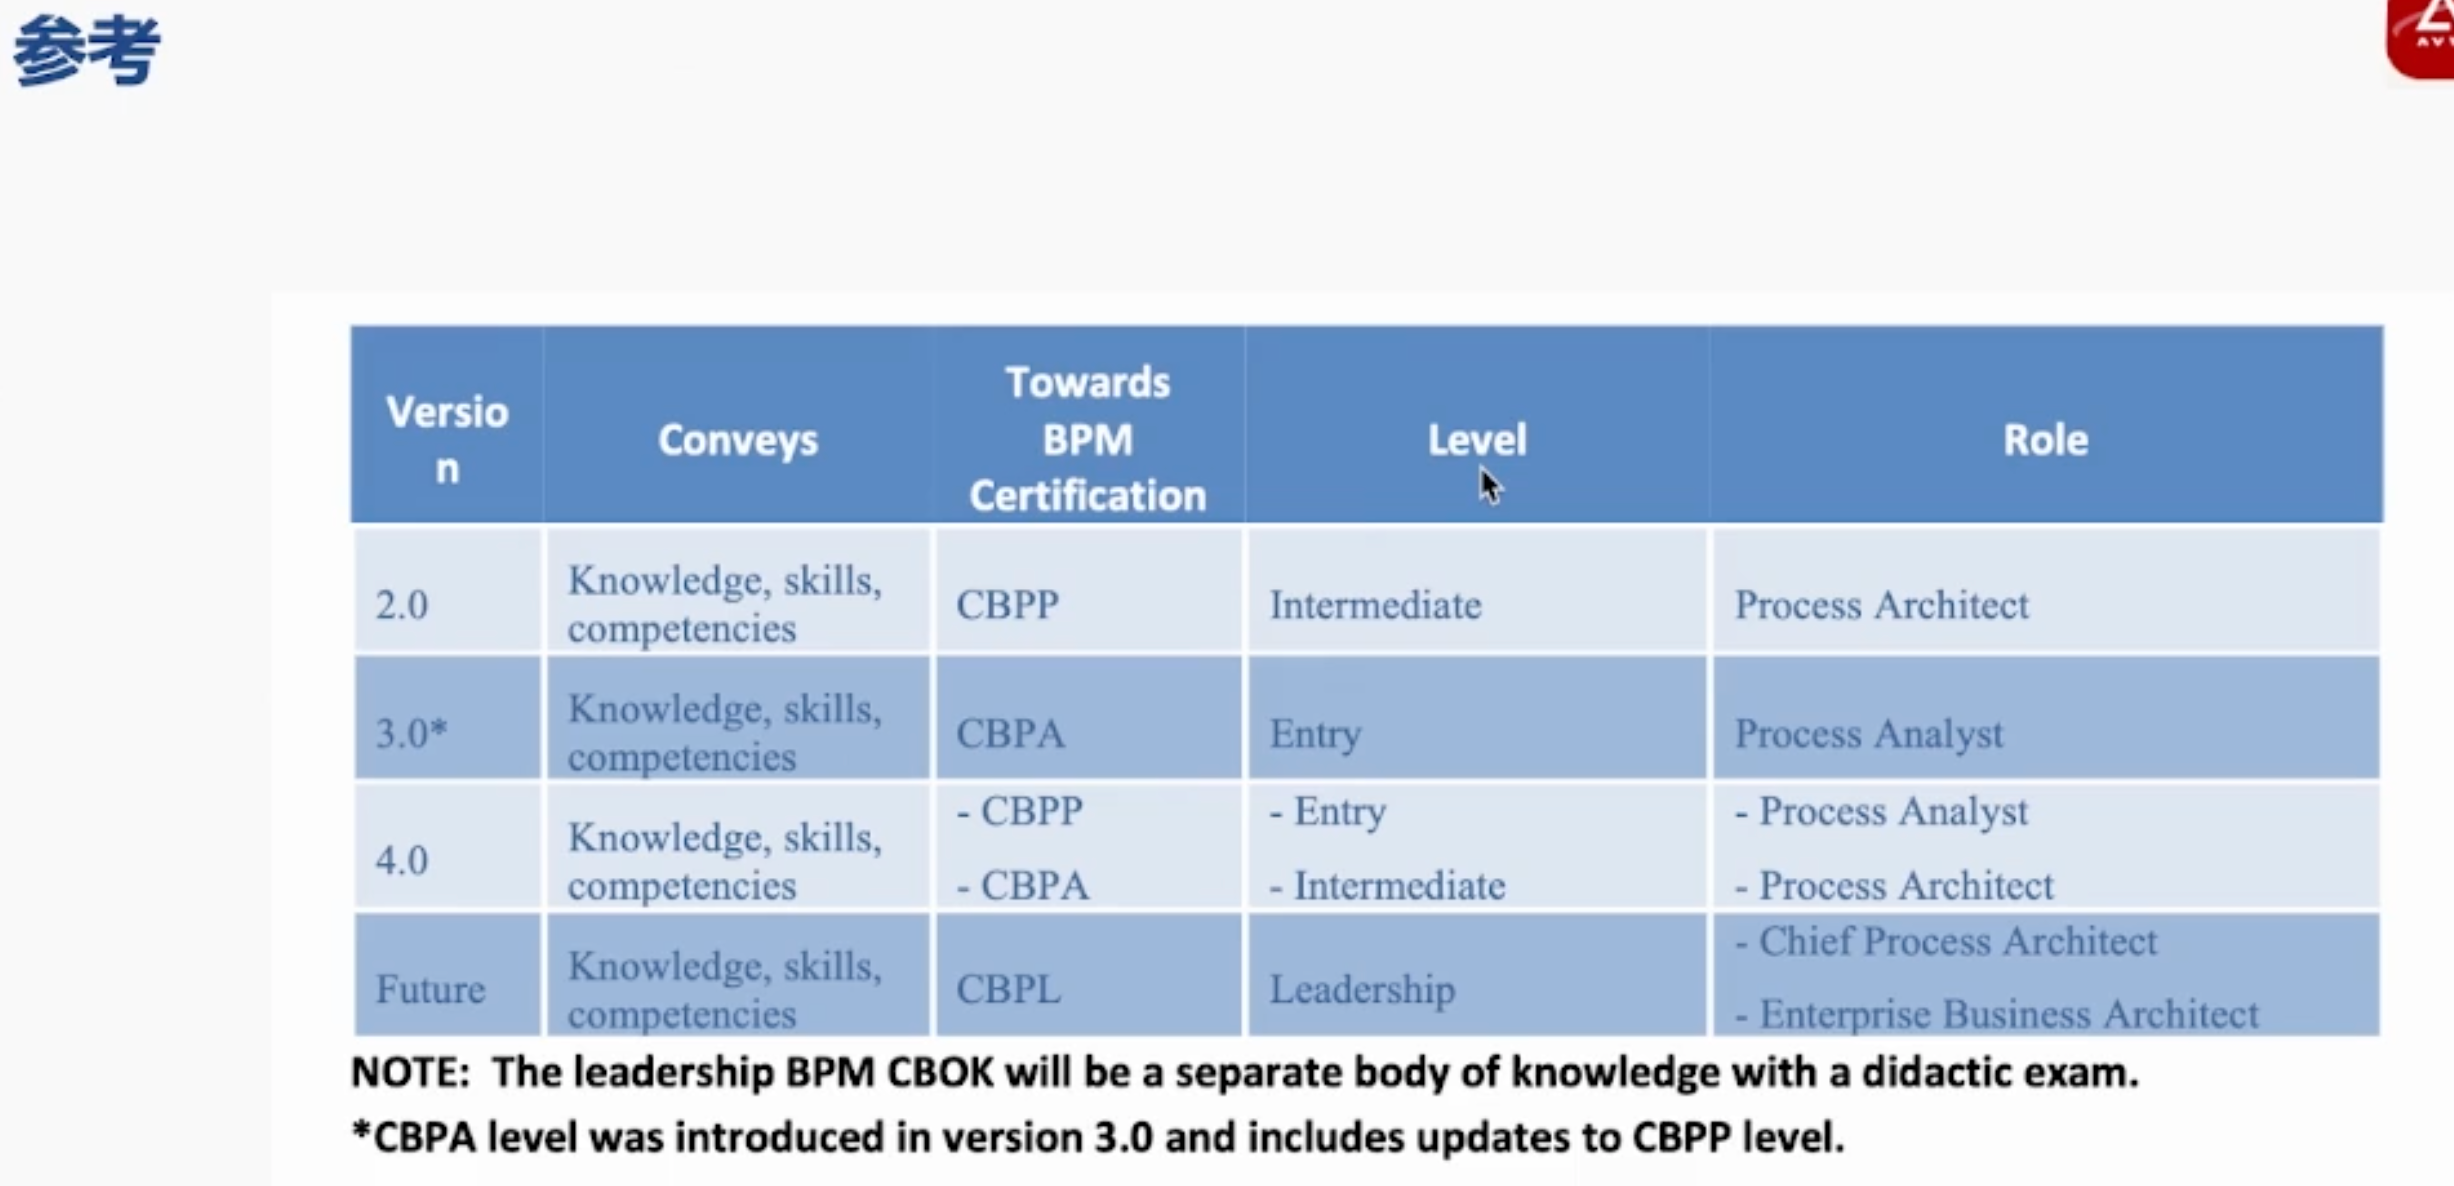 参考
Versio
n
Conveys
Towards
BPM
Certification
Level
Role
2.0
Knowledge, skills,
competencies
CBPP
Intermediate
Process Architect
3.0*
Knowledge, skills,
competencies
CBPA
Entry
Process Analyst
4.0
Knowledge, skills,
competencies
- CBPP
- CBPA
- Entry
- Intermediate
- Process Analyst
- Process Architect
Future
Knowledge, skills,
competencies
CBPL
Leadership
- Chief Process Architect
- Enterprise Business Architect
NOTE: The leadership BPM CBOK will be a separate body of knowledge with a didactic exam.
*CBPA level was introduced in version 3.0 and includes updates to CBPP level.